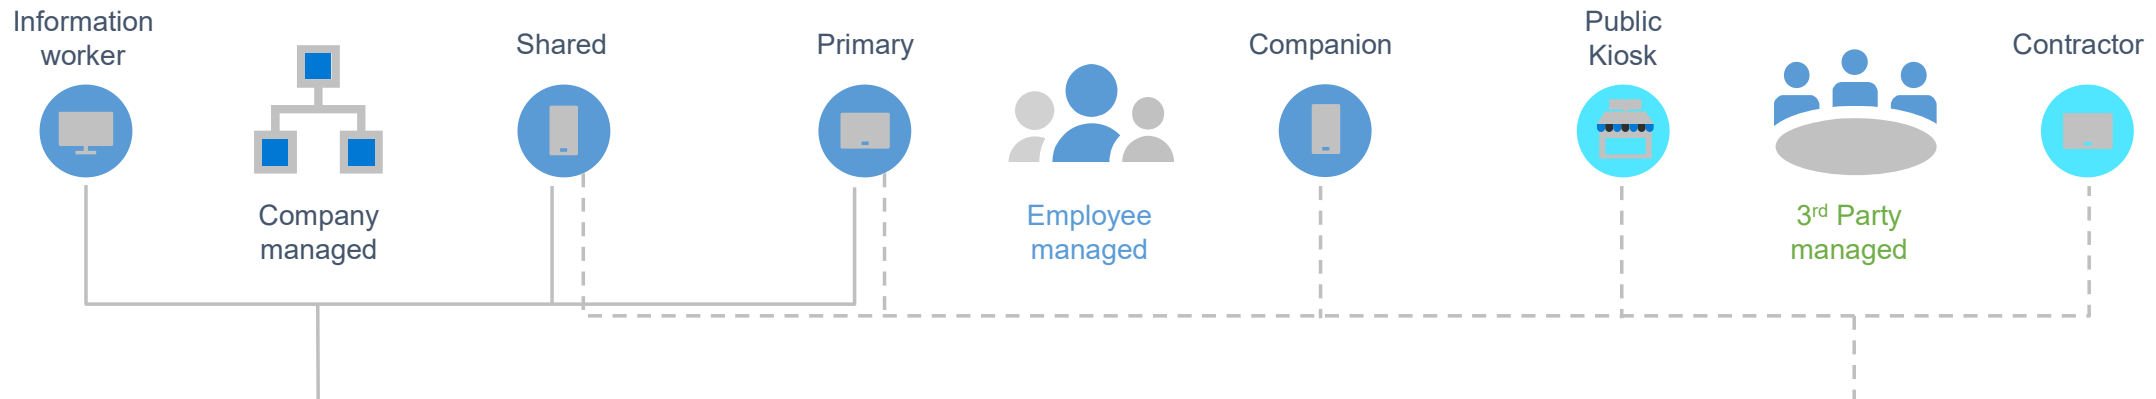 Information
worker
Shared
Primary
Companion
Public
Kiosk
Contractor
Company
managed
Employee
managed
3rd Party
managed